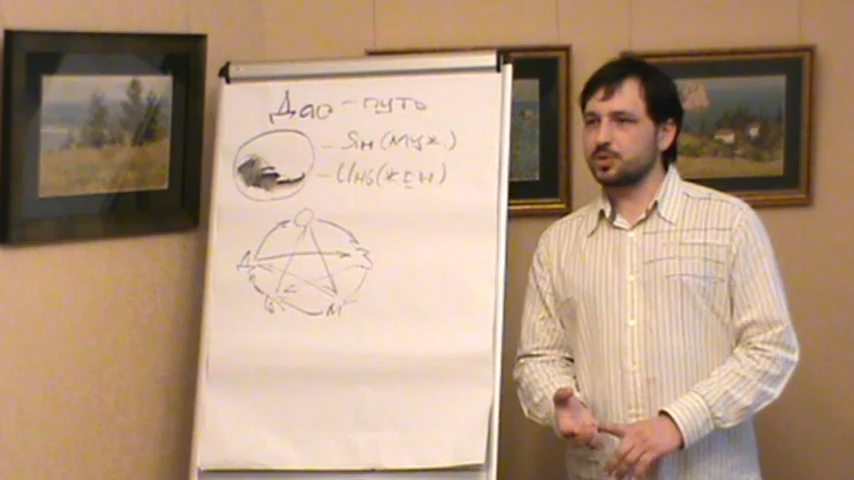 Дао - путь
- Ян (муж.)
- Инь (жен)
Д З
В М